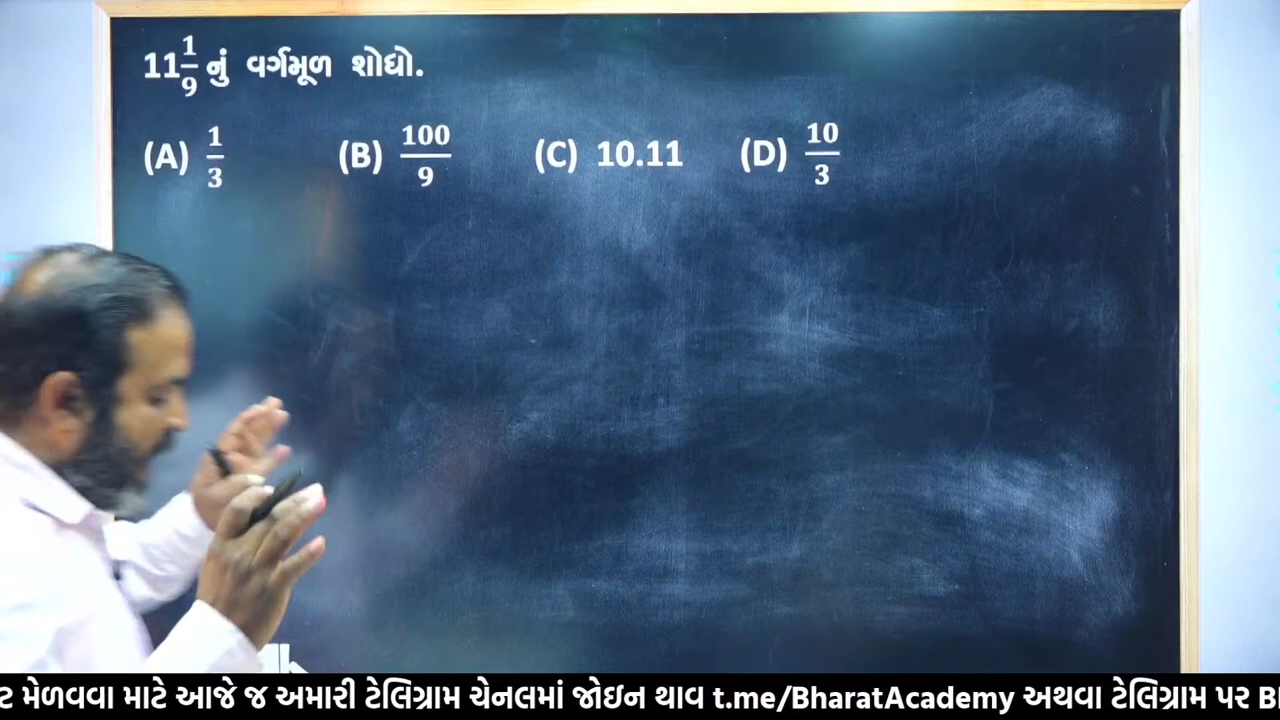 11 1/9 નું વર્ગમૂળ શોધો.
(A) 1/3 (B) 100/9 (C) 10.11 (D) 10/3
મેળવવા માટે આજે જ અમારી ટેલિગ્રામ ચેનલમાં જોઇન થાવ t.me/BharatAcademy અથવા ટેલિગ્રામ પર